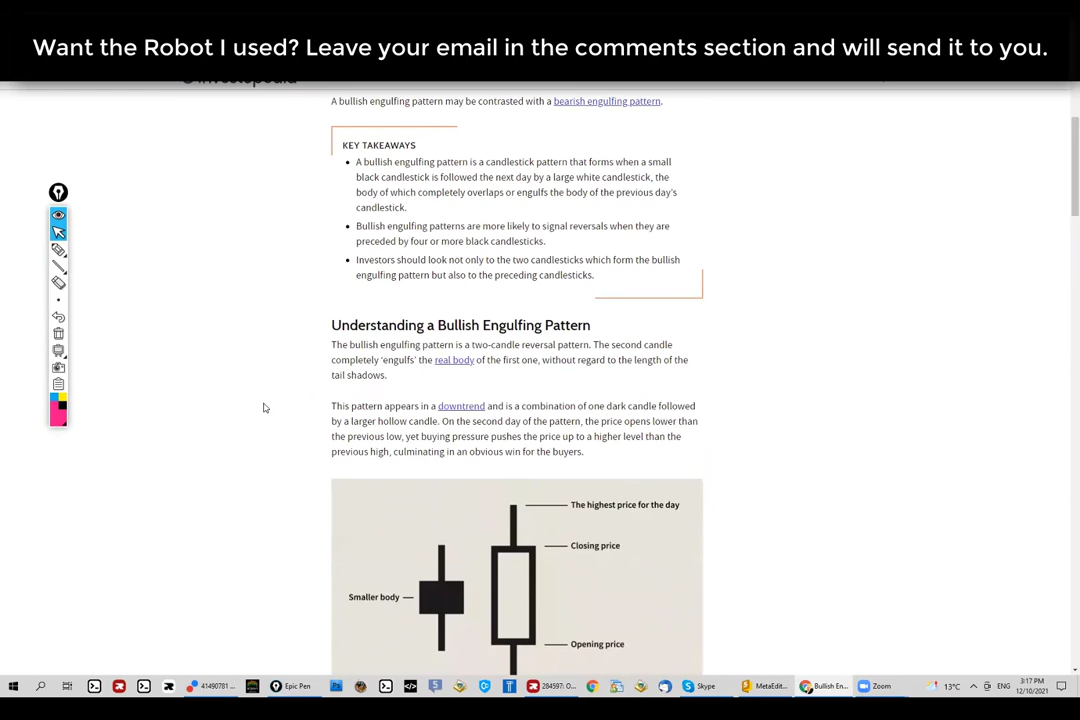 Want the Robot I used? Leave your email in the comments section and will send it to you.
A bullish engulfing pattern may be contrasted with a bearish engulfing pattern.
KEY TAKEAWAYS
• A bullish engulfing pattern is a candlestick pattern that forms when a small
black candlestick is followed the next day by a large white candlestick, the
body of which completely overlaps or engulfs the body of the previous day's
candlestick.
• Bullish engulfing patterns are more likely to signal reversals when they are
preceded by four or more black candlesticks.
• Investors should look not only to the two candlesticks which form the bullish
engulfing pattern but also to the preceding candlesticks.
Understanding a Bullish Engulfing Pattern
The bullish engulfing pattern is a two-candle reversal pattern. The second candle
completely 'engulfs' the real body of the first one, without regard to the length of the
tail shadows.
This pattern appears in a downtrend and is a combination of one dark candle followed
by a larger hollow candle. On the second day of the pattern, the price opens lower than
the previous low, yet buying pressure pushes the price up to a higher level than the
previous high, culminating in an obvious win for the buyers.
The highest price for the day
Closing price
Smaller body
Opening price
41490781 ...
Epic Pen
284597: O...
Skype
MetaEdit...
Bullish En...
Zoom
13°C
ENG
3:17 PM
12/10/2021